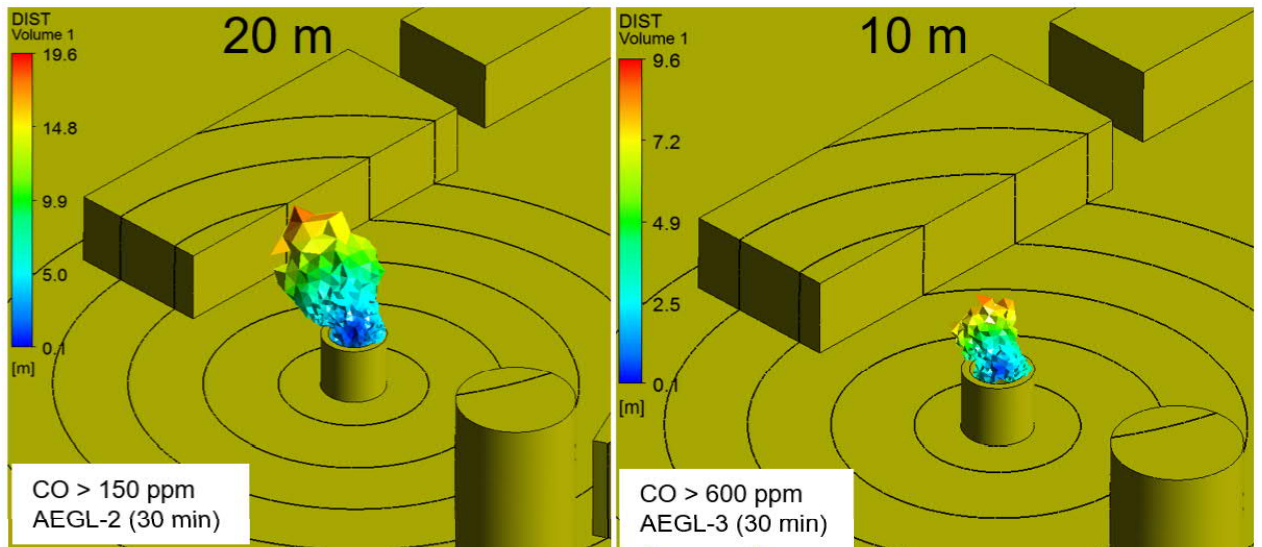 DIST
Volume 1
20 m
19.6
14.8
9.9
5.0
0.1
[m]
CO > 150 ppm
AEGL-2 (30 min)
DIST
Volume 1
10 m
9.6
7.2
4.9
2.5
0.1
[m]
CO > 600 ppm
AEGL-3 (30 min)